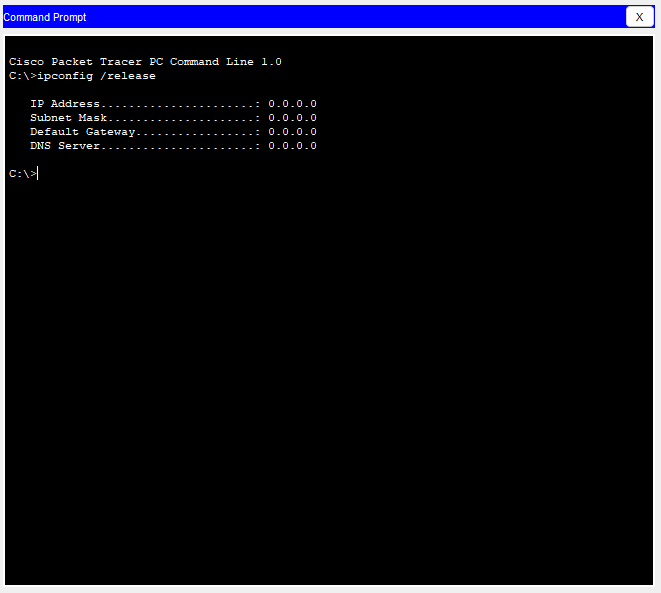 Command Prompt
X
Cisco Packet Tracer PC Command Line 1.0
C:\>ipconfig /release
IP Address......................: 0.0.0.0
Subnet Mask.....................: 0.0.0.0
Default Gateway.................: 0.0.0.0
DNS Server......................: 0.0.0.0
C:\>